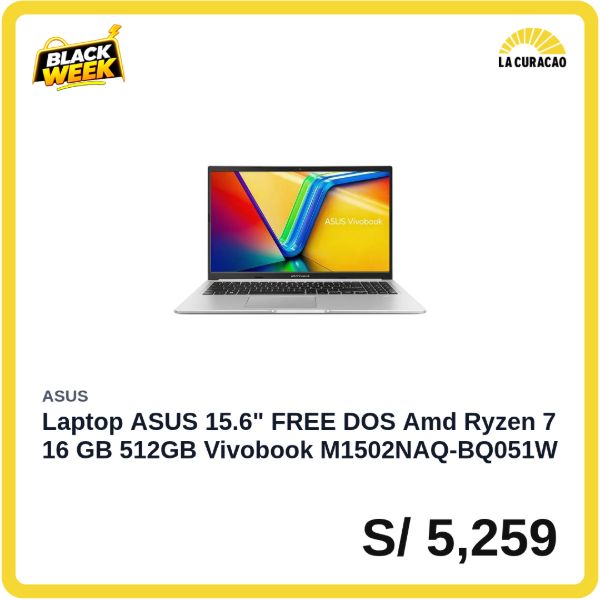 BLACK
WEEK
LA CURACAO
ASUS Vivobook
ASUS
Laptop ASUS 15.6" FREE DOS Amd Ryzen 7
16 GB 512GB Vivobook M1502NAQ-BQ051W
S/ 5,259